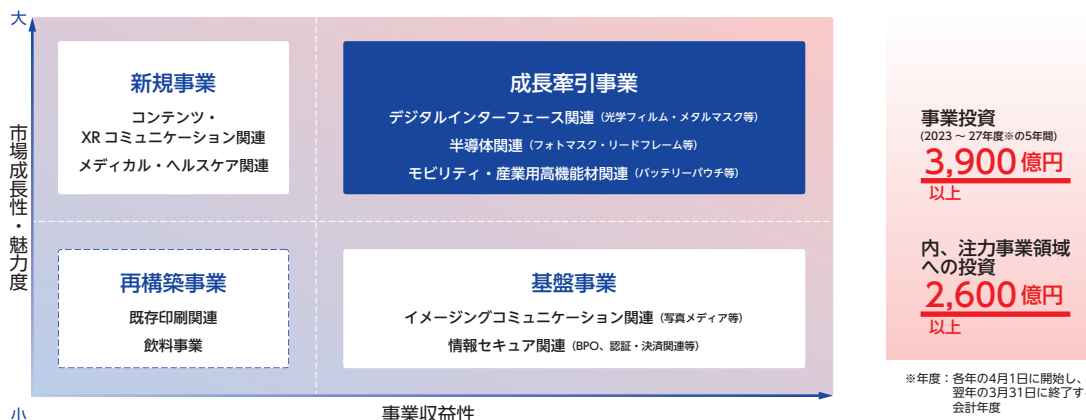 大
市場成長性・魅力度
小
新規事業
コンテンツ・
XRコミュニケーション関連
メディカル・ヘルスケア関連
成長牽引事業
デジタルインターフェース関連（光学フィルム・メタルマスク等）
半導体関連（フォトマスク・リードフレーム等）
モビリティ・産業用高機能材関連（バッテリーパウチ等）
再構築事業
既存印刷関連
飲料事業
基盤事業
イメージングコミュニケーション関連（写真メディア等）
情報セキュア関連（BPO、認証・決済関連等）
事業収益性
事業投資
(2023～27年度※の5年間)
3,900億円
以上
内、注力事業領域
への投資
2,600億円
以上
※年度：各年の4月1日に開始し、
翌年の3月31日に終了す
会計年度